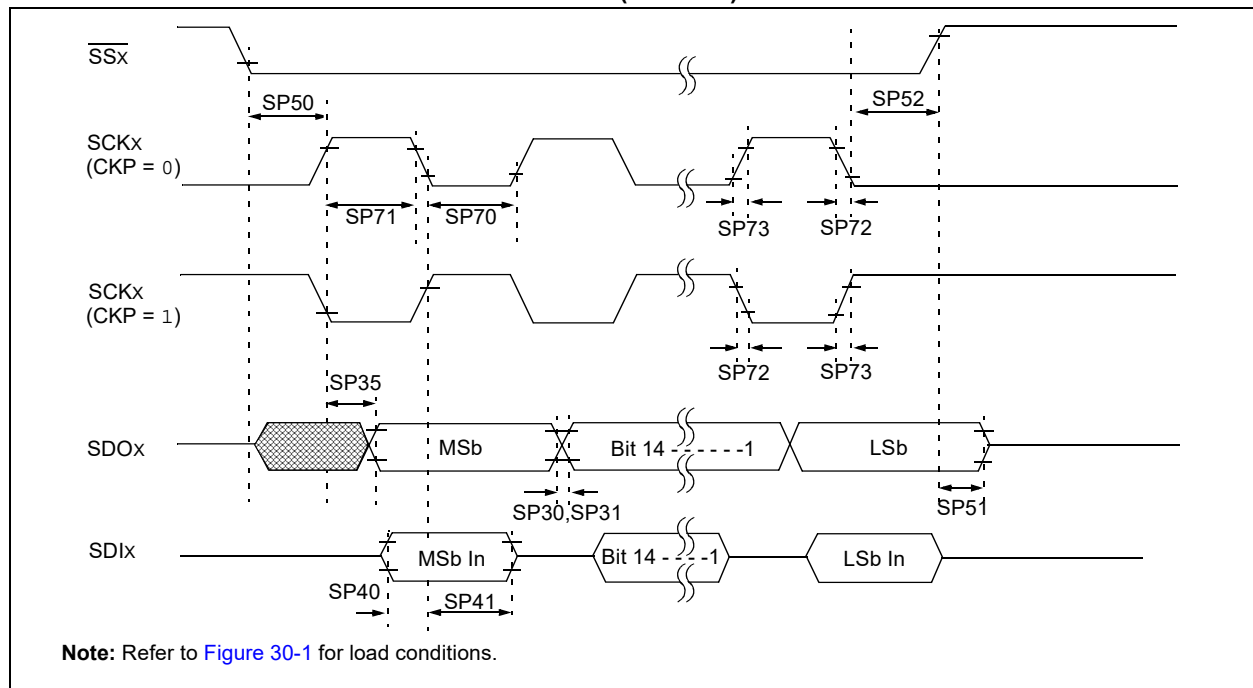 SSx
SP50
SP52
SCKx
(CKP = 0)
SP71
SP70
SP73
SP72
SCKx
(CKP = 1)
SP72
SP73
SP35
SDOx
MSb
Bit 14 - - - - - -1
LSb
SP30,SP31
SP51
SDIx
MSb In
Bit 14 - - - -1
LSb In
SP40
SP41
Note: Refer to Figure 30-1 for load conditions.